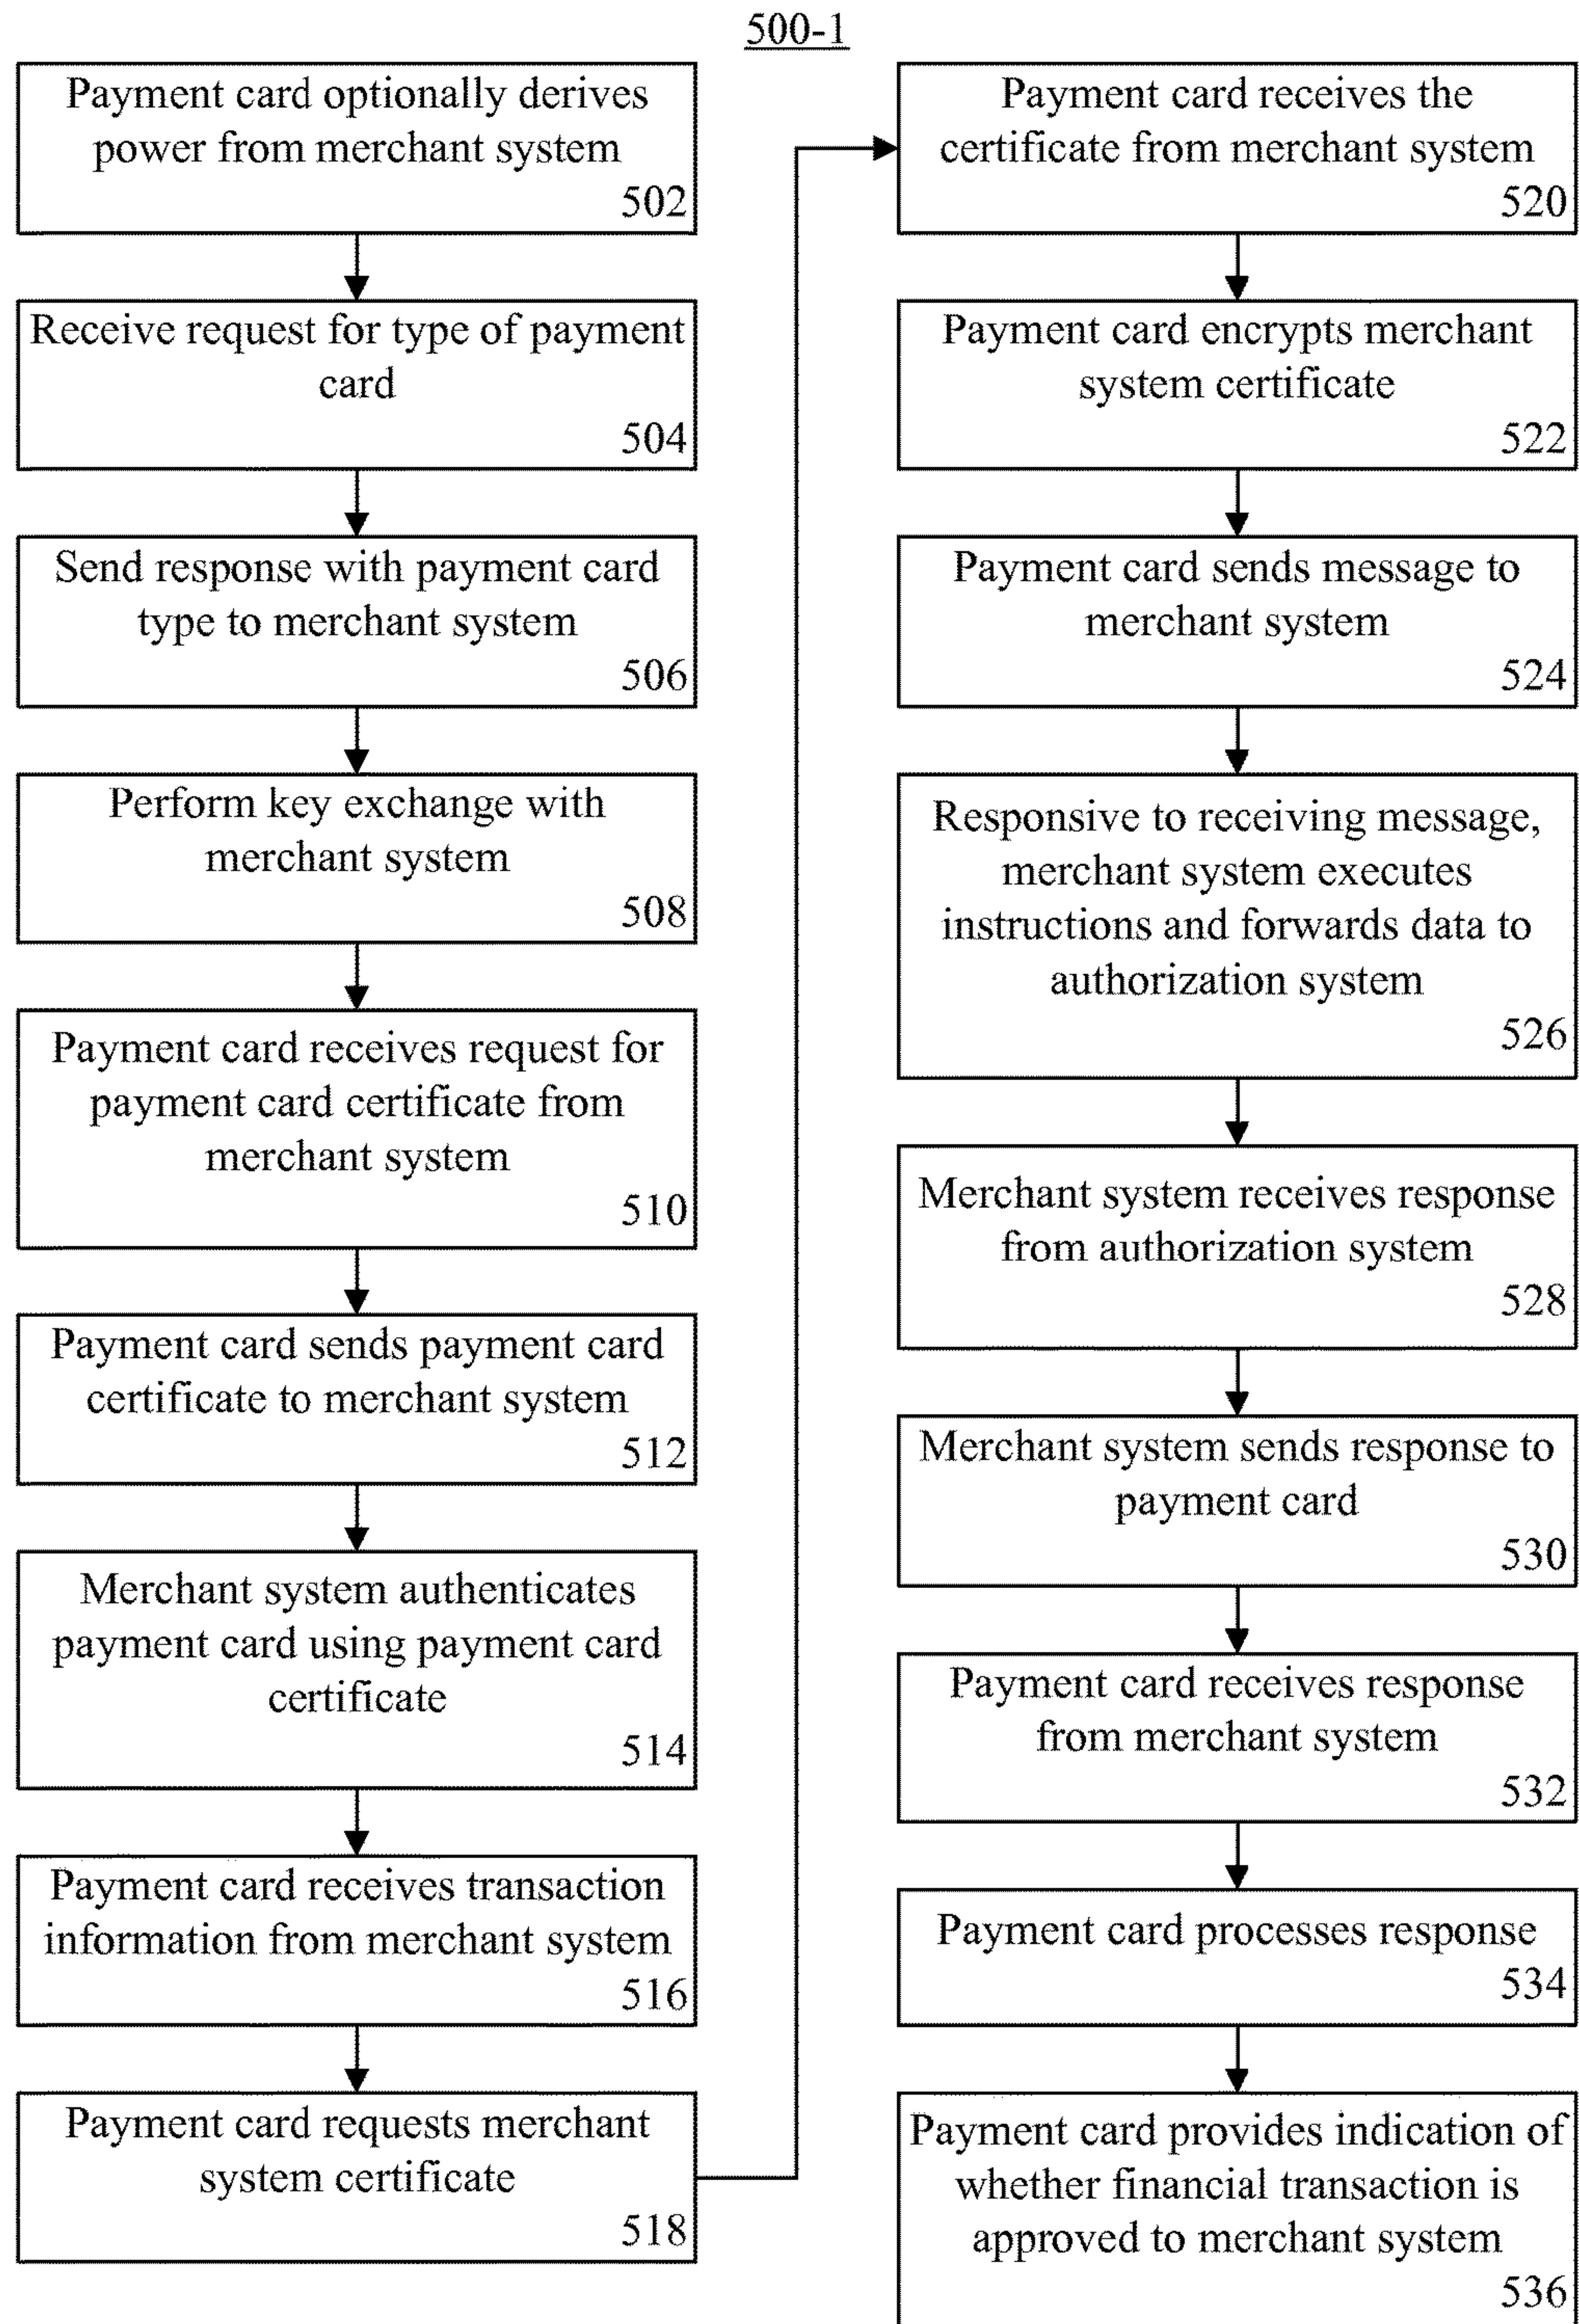 500-1
Payment card optionally derives
power from merchant system
502
Receive request for type of payment
card
504
Send response with payment card
type to merchant system
506
Perform key exchange with
merchant system
508
Payment card receives request for
payment card certificate from
merchant system
510
Payment card sends payment card
certificate to merchant system
512
Merchant system authenticates
payment card using payment card
certificate
514
Payment card receives transaction
information from merchant system
516
Payment card requests merchant
system certificate
518
Payment card receives the
certificate from merchant system
520
Payment card encrypts merchant
system certificate
522
Payment card sends message to
merchant system
524
Responsive to receiving message,
merchant system executes
instructions and forwards data to
authorization system
526
Merchant system receives response
from authorization system
528
Merchant system sends response to
payment card
530
Payment card receives response
from merchant system
532
Payment card processes response
534
Payment card provides indication of
whether financial transaction is
approved to merchant system
536